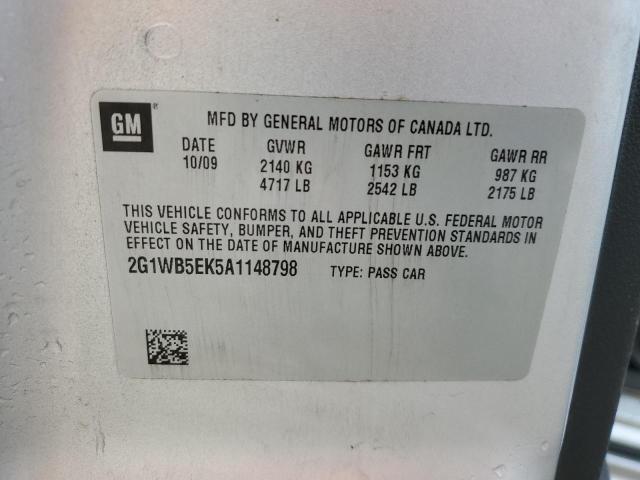 GM ®
MFD BY GENERAL MOTORS OF CANADA LTD.
DATE GVWR GAWR FRT GAWR RR
10/09 2140 KG 1153 KG 987 KG
4717 LB 2542 LB 2175 LB
THIS VEHICLE CONFORMS TO ALL APPLICABLE U.S. FEDERAL MOTOR
VEHICLE SAFETY, BUMPER, AND THEFT PREVENTION STANDARDS IN
EFFECT ON THE DATE OF MANUFACTURE SHOWN ABOVE.
2G1WB5EK5A1148798 TYPE: PASS CAR